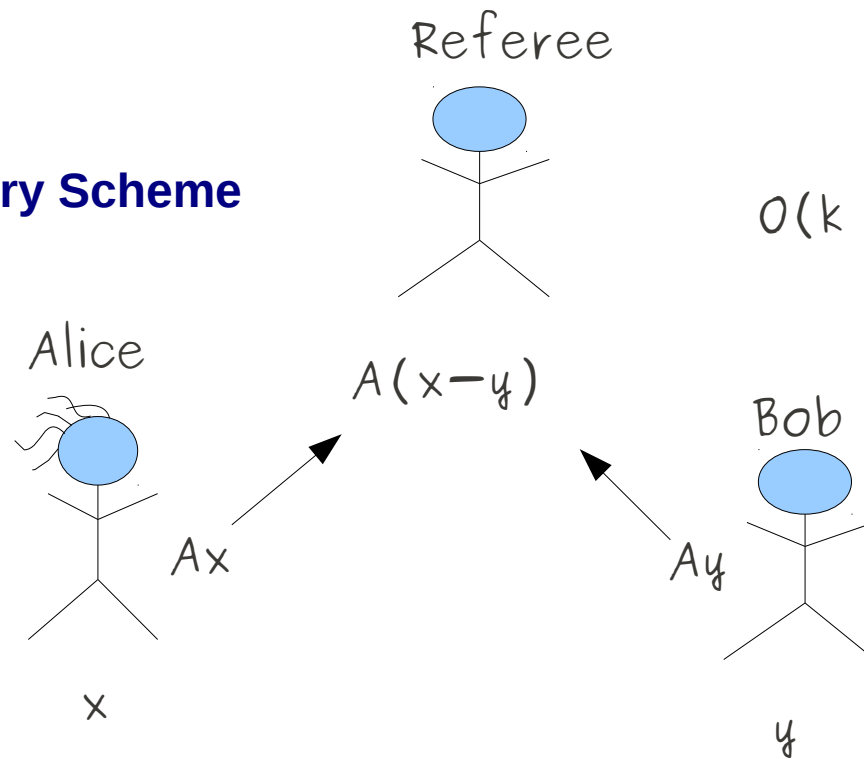 Referee
ry Scheme
O(k
Alice
A(x-y)
Bob
Ax
Ay
x
y